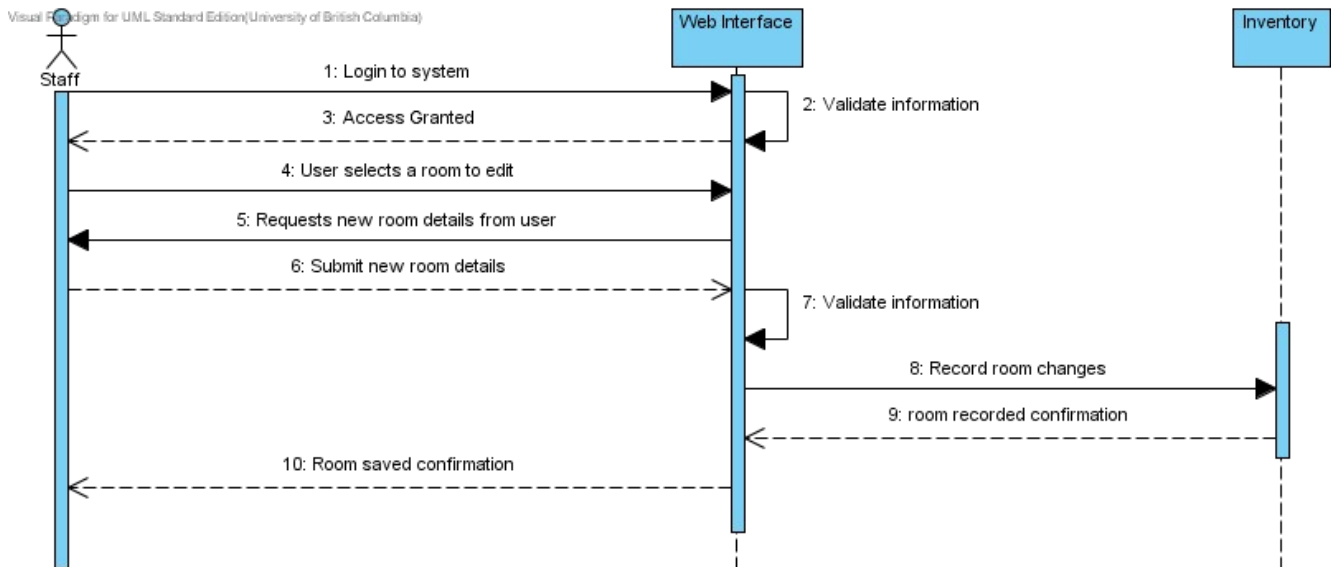 Visual Paradigm for UML Standard Edition(University of British Columbia)
Staff
Web Interface
Inventory
1: Login to system
2: Validate information
3: Access Granted
4: User selects a room to edit
5: Requests new room details from user
6: Submit new room details
7: Validate information
8: Record room changes
9: room recorded confirmation
10: Room saved confirmation